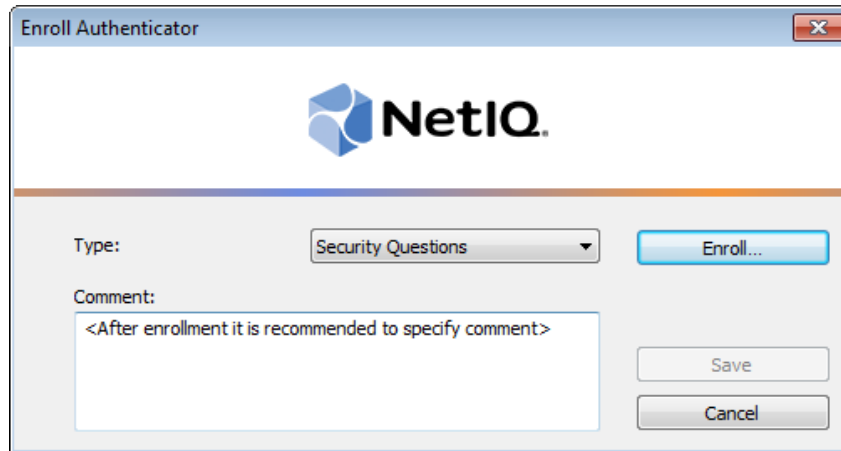 Enroll Authenticator
NetIQ.
Type:
Security Questions
Enroll...
Comment:
<After enrollment it is recommended to specify comment>
Save
Cancel